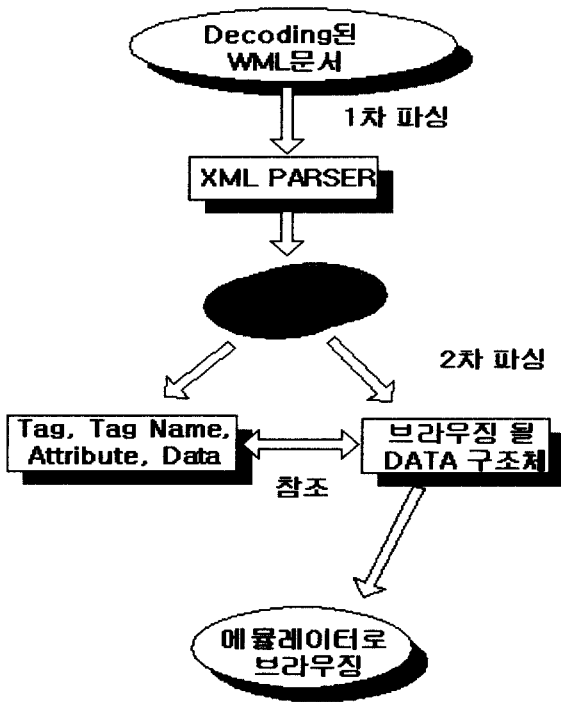 Decoding된
WML문서
1차 파싱
XML PARSER
2차 파싱
Tag, Tag Name,
Attribute, Data
브라우징 될
DATA 구조체
참조
에뮬레이터로
브라우징